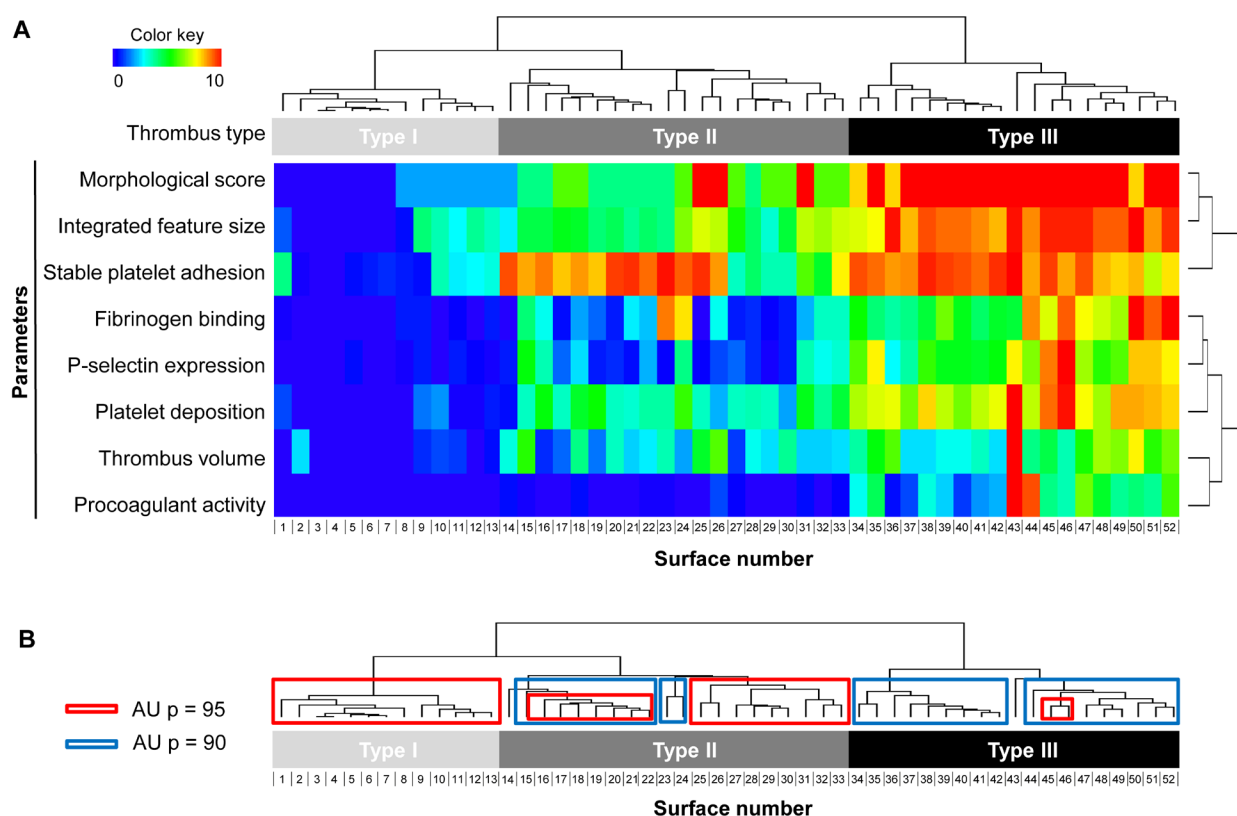 A
Color key
0 10
Thrombus type
Type I Type II Type III
Parameters
Morphological score
Integrated feature size
Stable platelet adhesion
Fibrinogen binding
P-selectin expression
Platelet deposition
Thrombus volume
Procoagulant activity
1 2 3 4 5 6 7 8 9 10 11 12 13 14 15 16 17 18 19 20 21 22 23 24 25 26 27 28 29 30 31 32 33 34 35 36 37 38 39 40 41 42 43 44 45 46 47 48 49 50 51 52
Surface number
B
AU p = 95
AU p = 90
Type I Type II Type III
1 2 3 4 5 6 7 8 9 10 11 12 13 14 15 16 17 18 19 20 21 22 23 24 25 26 27 28 29 30 31 32 33 34 35 36 37 38 39 40 41 42 43 44 45 46 47 48 49 50 51 52
Surface number